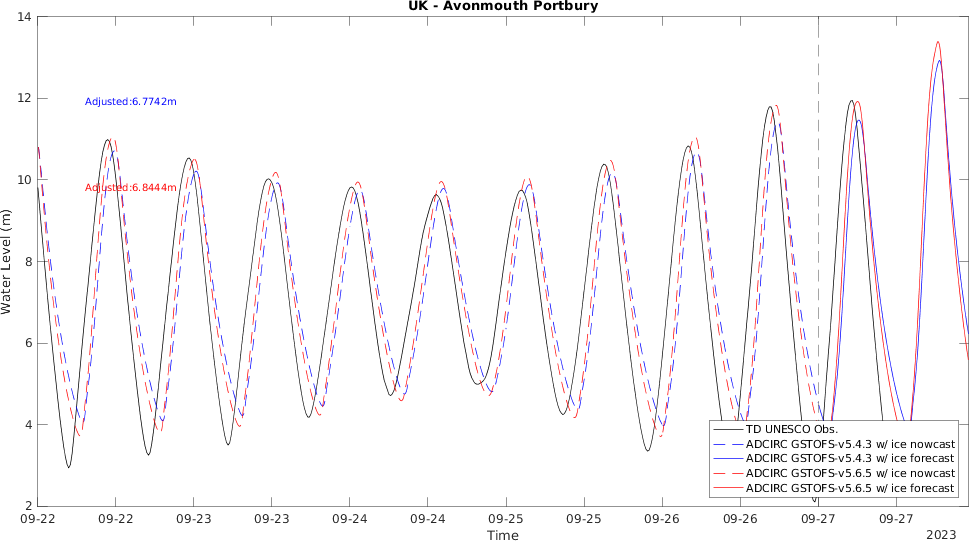 UK - Avonmouth Portbury
14
12
10
8
6
4
2
Water Level (m)
Adjusted:6.7742m
Adjusted:6.8444m
TD UNESCO Obs.
ADCIRC GSTOFS-v5.4.3 w/ ice nowcast
ADCIRC GSTOFS-v5.4.3 w/ ice forecast
ADCIRC GSTOFS-v5.6.5 w/ ice nowcast
ADCIRC GSTOFS-v5.6.5 w/ ice forecast
09-22 09-22 09-23 09-23 09-24 09-24 09-25 09-25 09-26 09-26 09-27 09-27
Time
2023